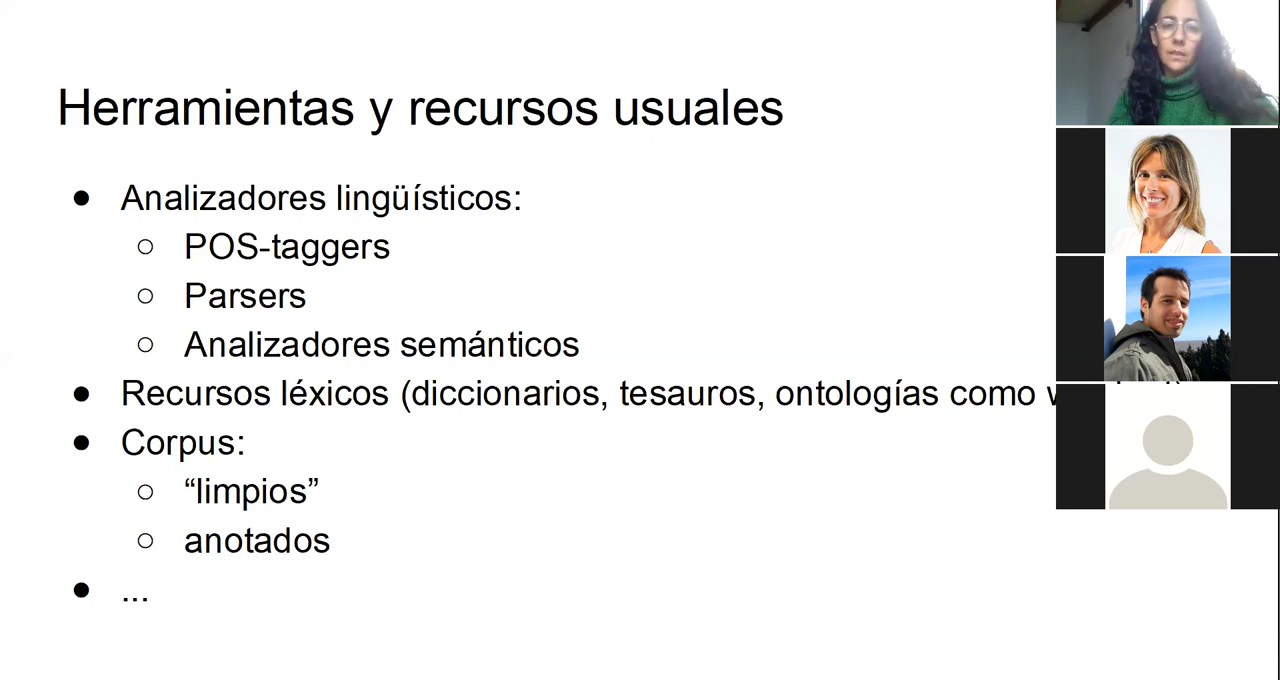 Herramientas y recursos usuales
● Analizadores lingüísticos:
○ POS-taggers
○ Parsers
○ Analizadores semánticos
● Recursos léxicos (diccionarios, tesauros, ontologías como
● Corpus:
○ “limpios”
○ anotados
● ...